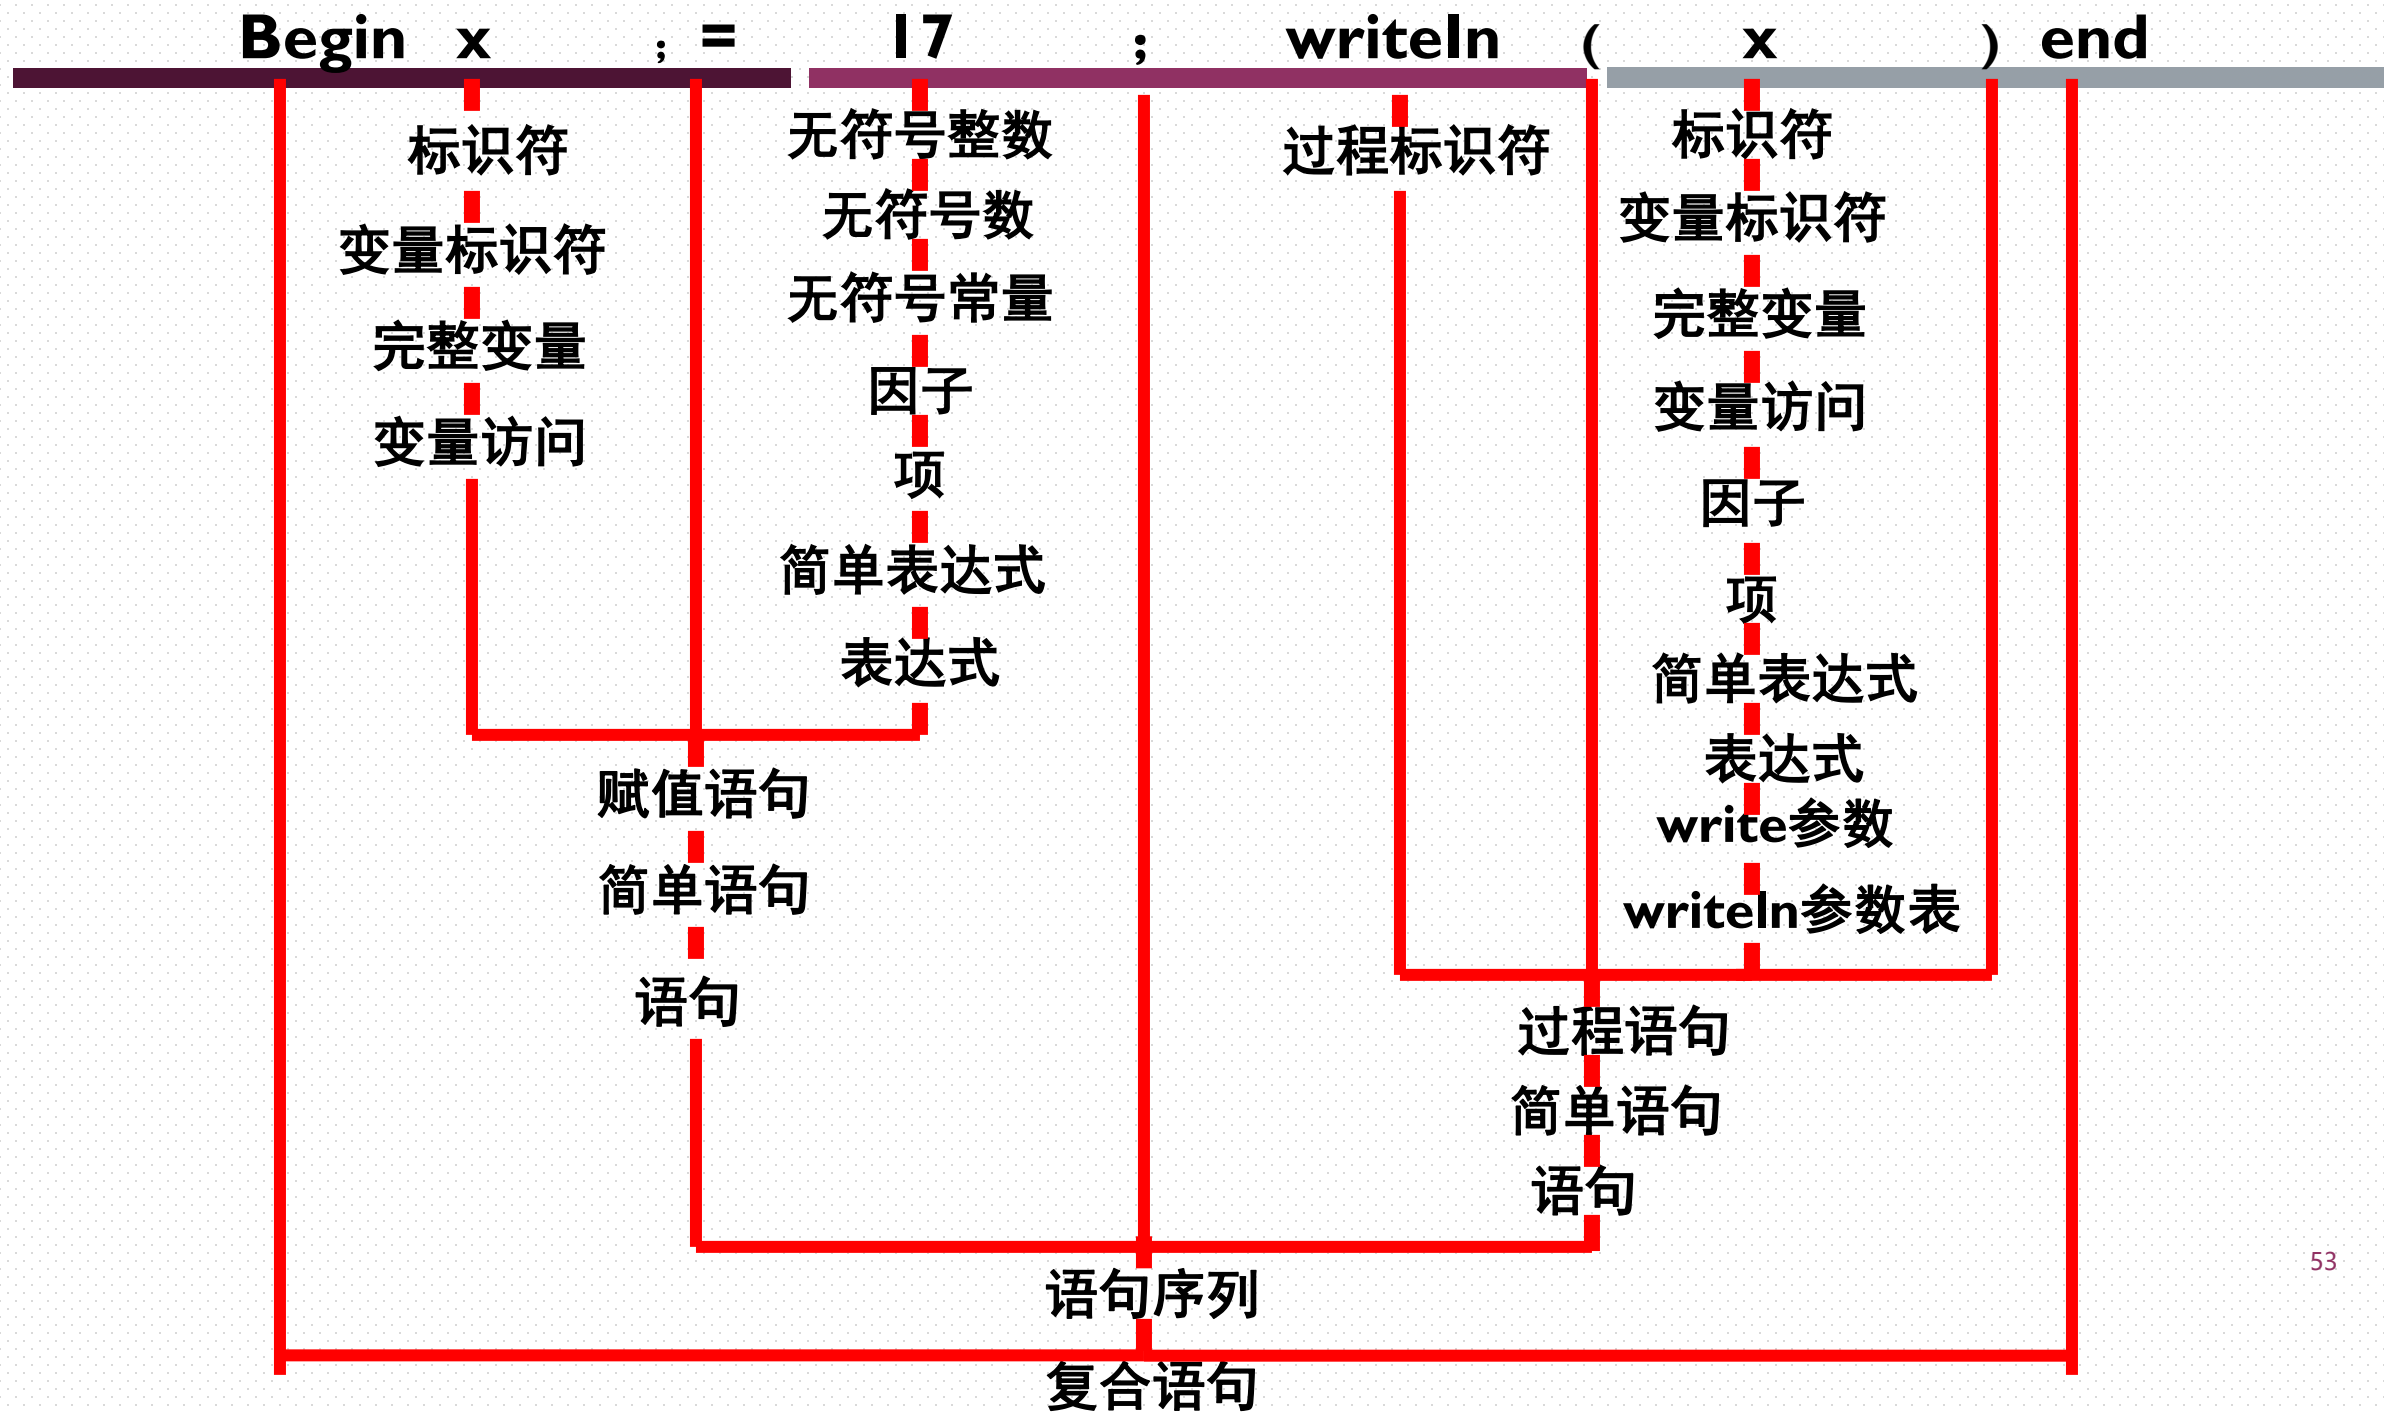 Begin x ；= 17 ； writeln （ x ） end
标识符
变量标识符
完整变量
变量访问
无符号整数
无符号数
无符号常量
因子
项
简单表达式
表达式
赋值语句
简单语句
语句
过程标识符
标识符
变量标识符
完整变量
变量访问
因子
项
简单表达式
表达式
write参数
writeln参数表
过程语句
简单语句
语句
语句序列
复合语句
53